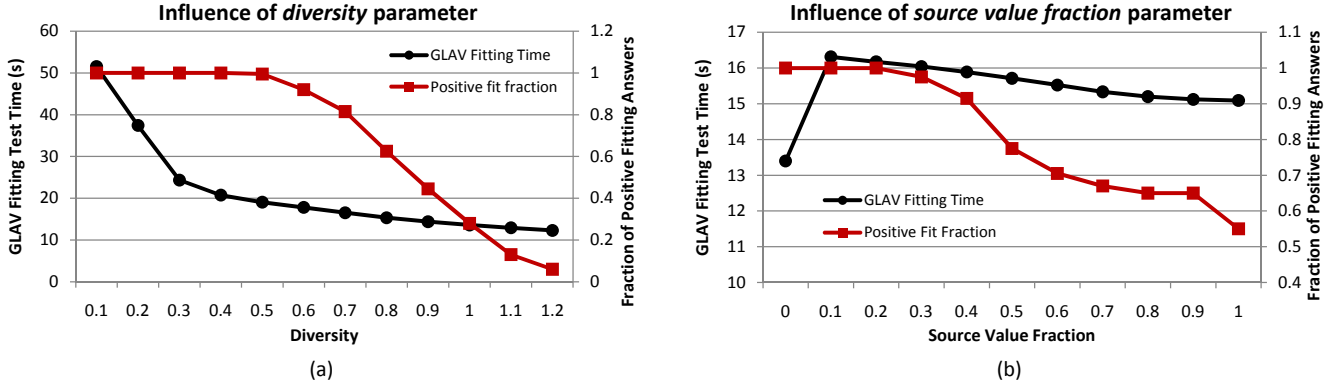 Influence of diversity parameter
GLAV Fitting Test Time (s)
60
50
40
30
20
10
0
GLAV Fitting Time
Positive fit fraction
1.2
1
0.8
0.6
0.4
0.2
0
Fraction of Positive Fitting Answers
0.1 0.2 0.3 0.4 0.5 0.6 0.7 0.8 0.9 1 1.1 1.2
Diversity
(a)
Influence of source value fraction parameter
GLAV Fitting Test Time (s)
17
16
15
14
13
12
11
10
GLAV Fitting Time
Positive Fit Fraction
1.1
1
0.9
0.8
0.7
0.6
0.5
0.4
Fraction of Positive Fitting Answers
0 0.1 0.2 0.3 0.4 0.5 0.6 0.7 0.8 0.9 1
Source Value Fraction
(b)